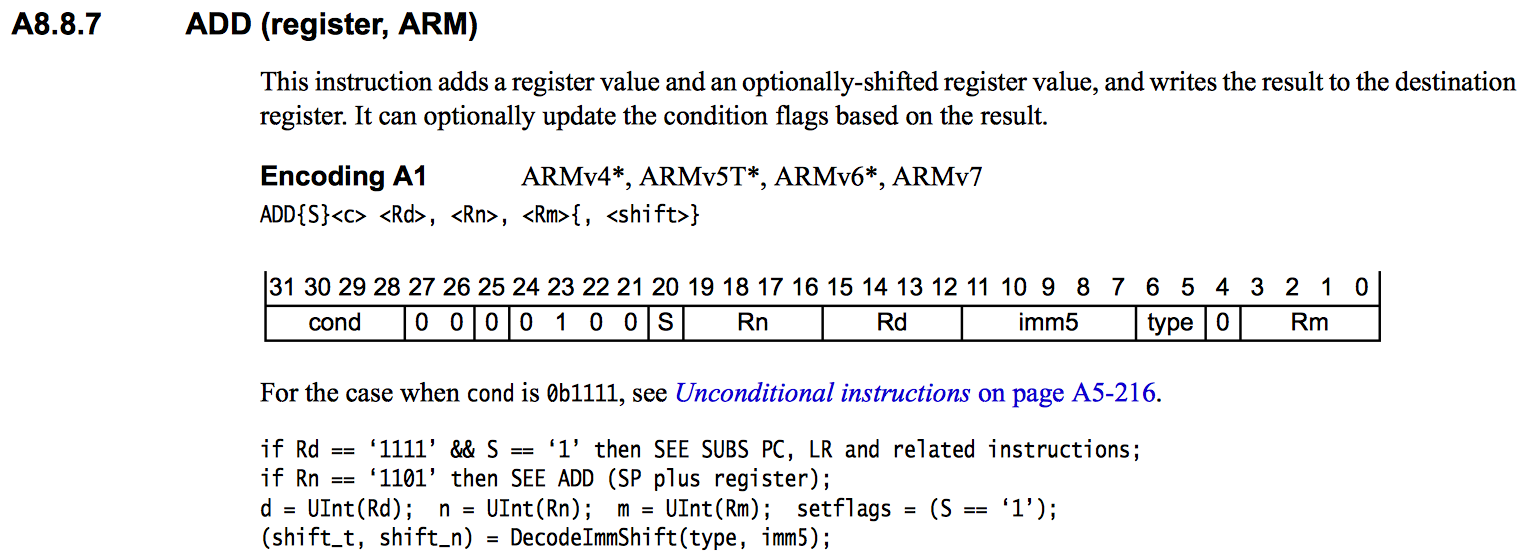 A8.8.7 ADD (register, ARM)
This instruction adds a register value and an optionally-shifted register value, and writes the result to the destination
register. It can optionally update the condition flags based on the result.
Encoding A1 ARMv4*, ARMv5T*, ARMv6*, ARMv7
ADD{S}<c> <Rd>, <Rn>, <Rm>{, <shift>}
31 30 29 28 27 26 25 24 23 22 21 20 19 18 17 16 15 14 13 12 11 10 9 8 7 6 5 4 3 2 1 0
cond 0 0 0 0 1 0 0 S Rn Rd imm5 type 0 Rm
For the case when cond is 0b1111, see Unconditional instructions on page A5-216.
if Rd == ‘1111’ && S == ‘1’ then SEE SUBS PC, LR and related instructions;
if Rn == ‘1101’ then SEE ADD (SP plus register);
d = UInt(Rd); n = UInt(Rn); m = UInt(Rm); setflags = (S == ‘1’);
(shift_t, shift_n) = DecodeImmShift(type, imm5);